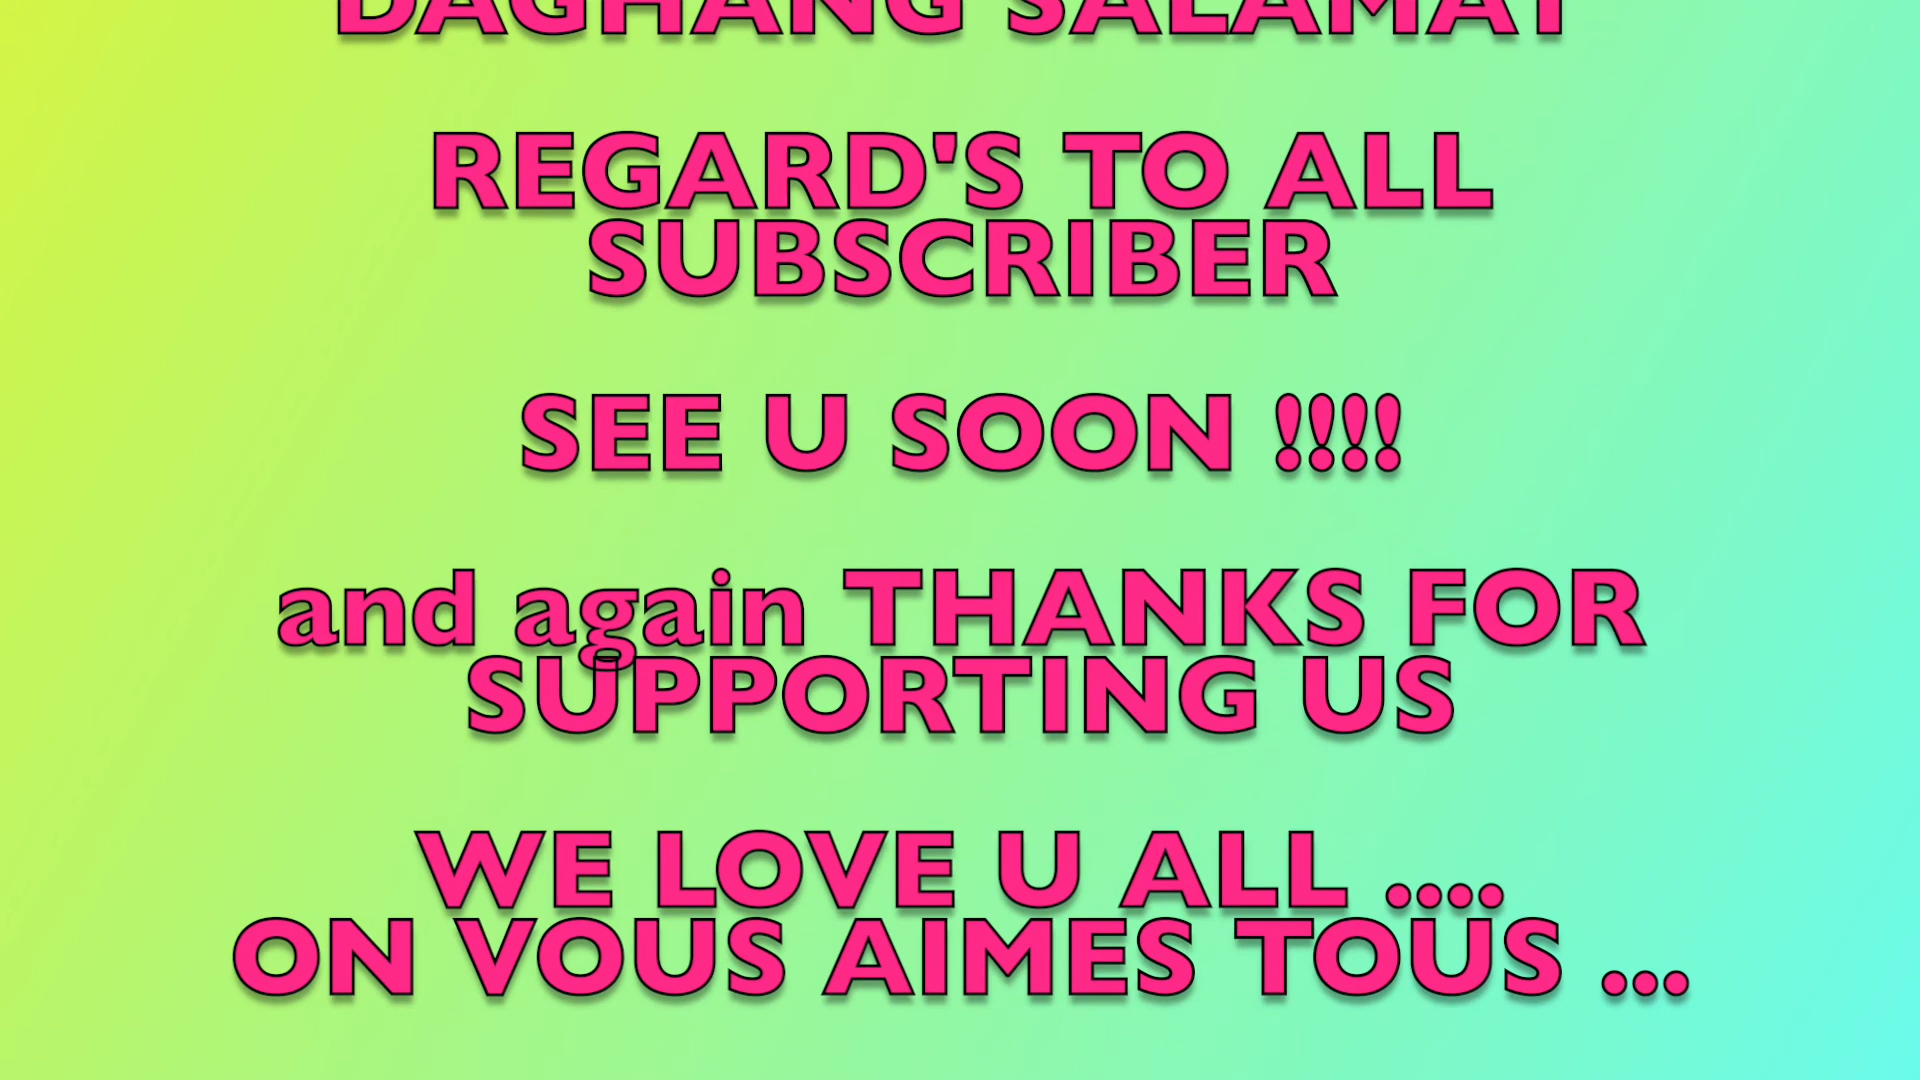 DAGHANG SALAMAT
REGARD'S TO ALL
SUBSCRIBER
SEE U SOON !!!!
and again THANKS FOR
SUPPORTING US
WE LOVE U ALL ....
ON VOUS AIMES TOUS ...